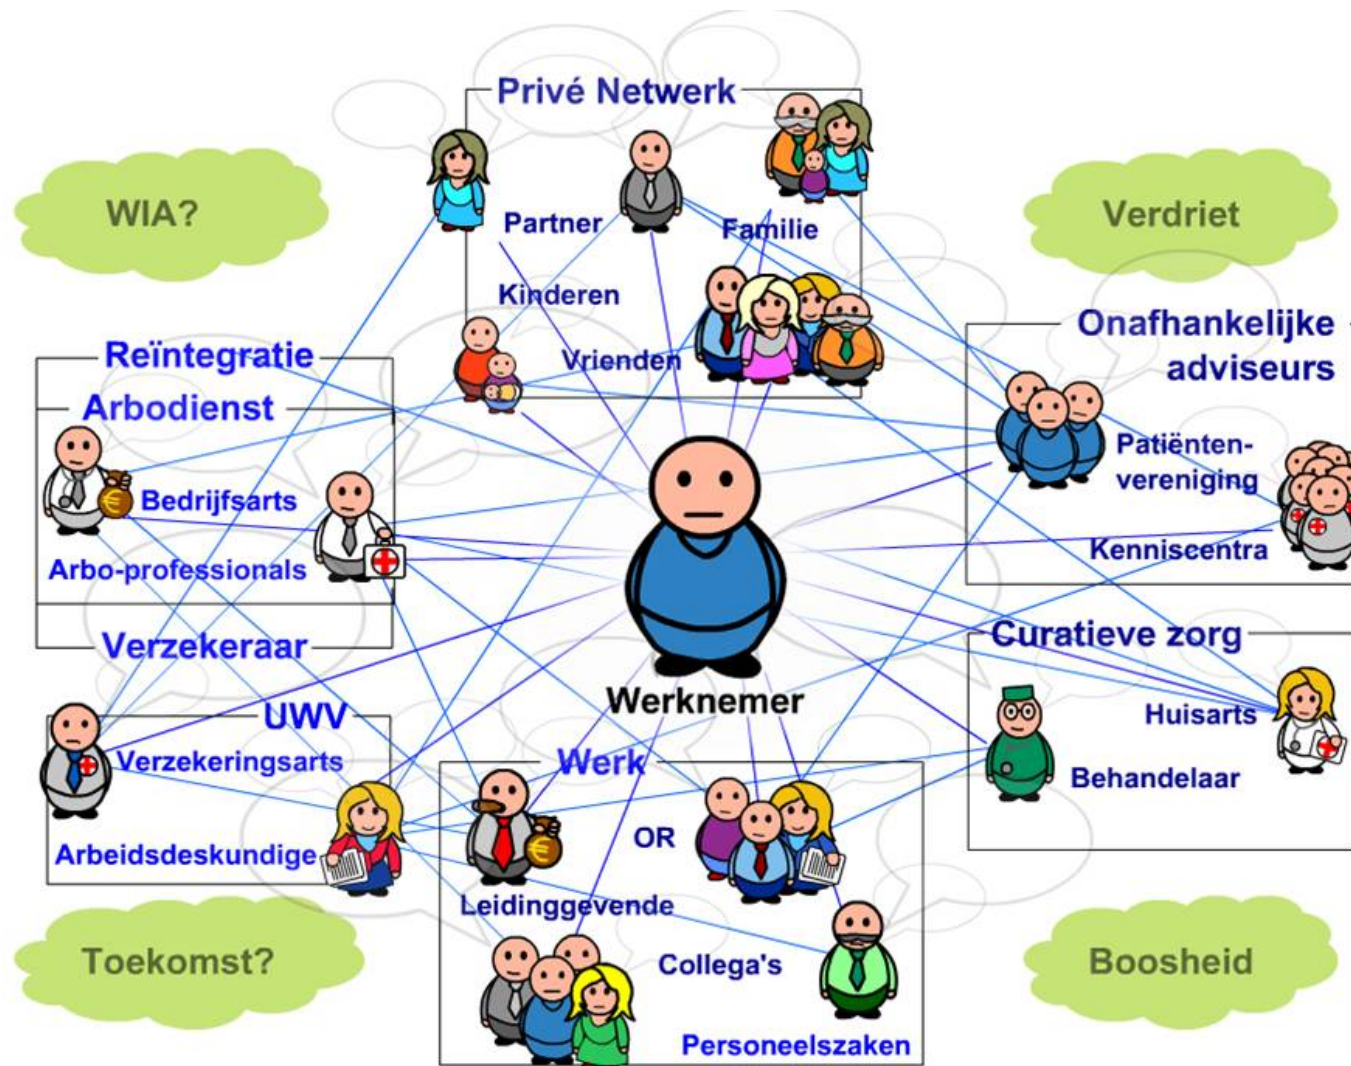 Privé Netwerk
WIA?
Verdriet
Partner
Familie
Kinderen
Vrienden
Onafhankelijke
adviseurs
Reïntegratie
Arbodienst
Bedrijfsarts
Arbo-professionals
Patiënten-
vereniging
Kenniscentra
Verzekeraar
Curatieve zorg
Werknemer
UWV
Verzekeringsarts
Arbeidsdeskundige
Werk
OR
Huisarts
Behandelaar
Leidinggevende
Collega's
Personeelszaken
Toekomst?
Boosheid